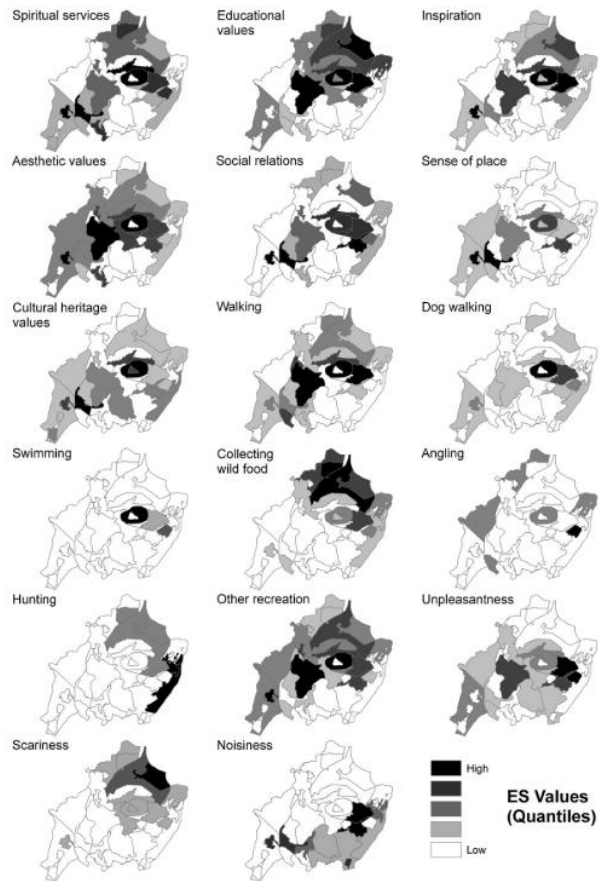 Spiritual services
Educational
values
Inspiration
Aesthetic values
Social relations
Sense of place
Cultural heritage
values
Walking
Dog walking
Swimming
Collecting
wild food
Angling
Hunting
Other recreation
Unpleasantness
Scariness
Noisiness
High
Low
ES Values
(Quantiles)